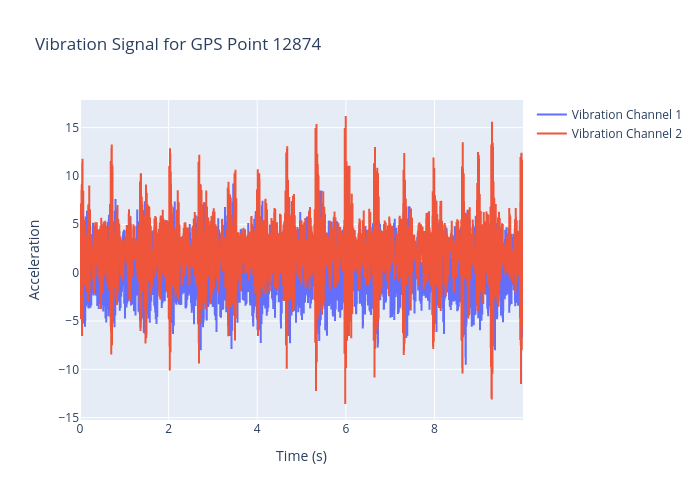 Vibration Signal for GPS Point 12874
Vibration Channel 1
Vibration Channel 2
15
10
5
0
−5
−10
−15
Acceleration
0 2 4 6 8
Time (s)